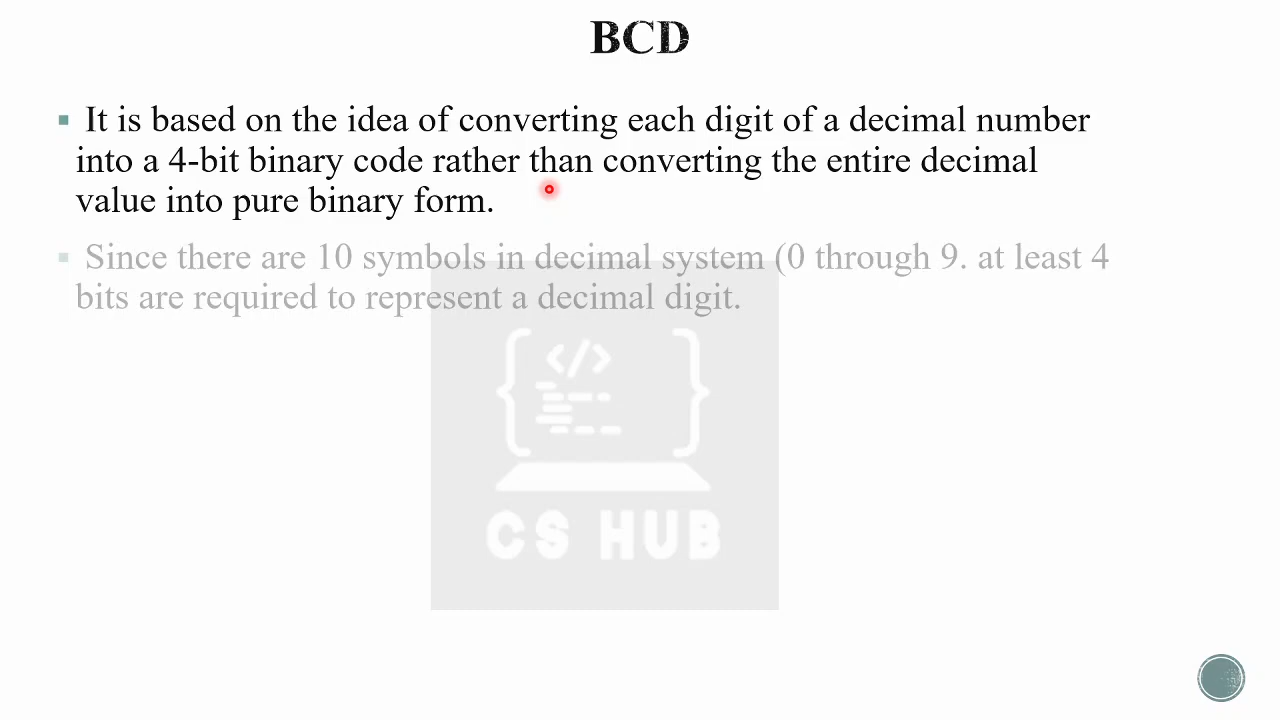 BCD
▪ It is based on the idea of converting each digit of a decimal number
into a 4-bit binary code rather than converting the entire decimal
value into pure binary form.
▪ Since there are 10 symbols in decimal system (0 through 9. at least 4
bits are required to represent a decimal digit.
</>
CS HUB